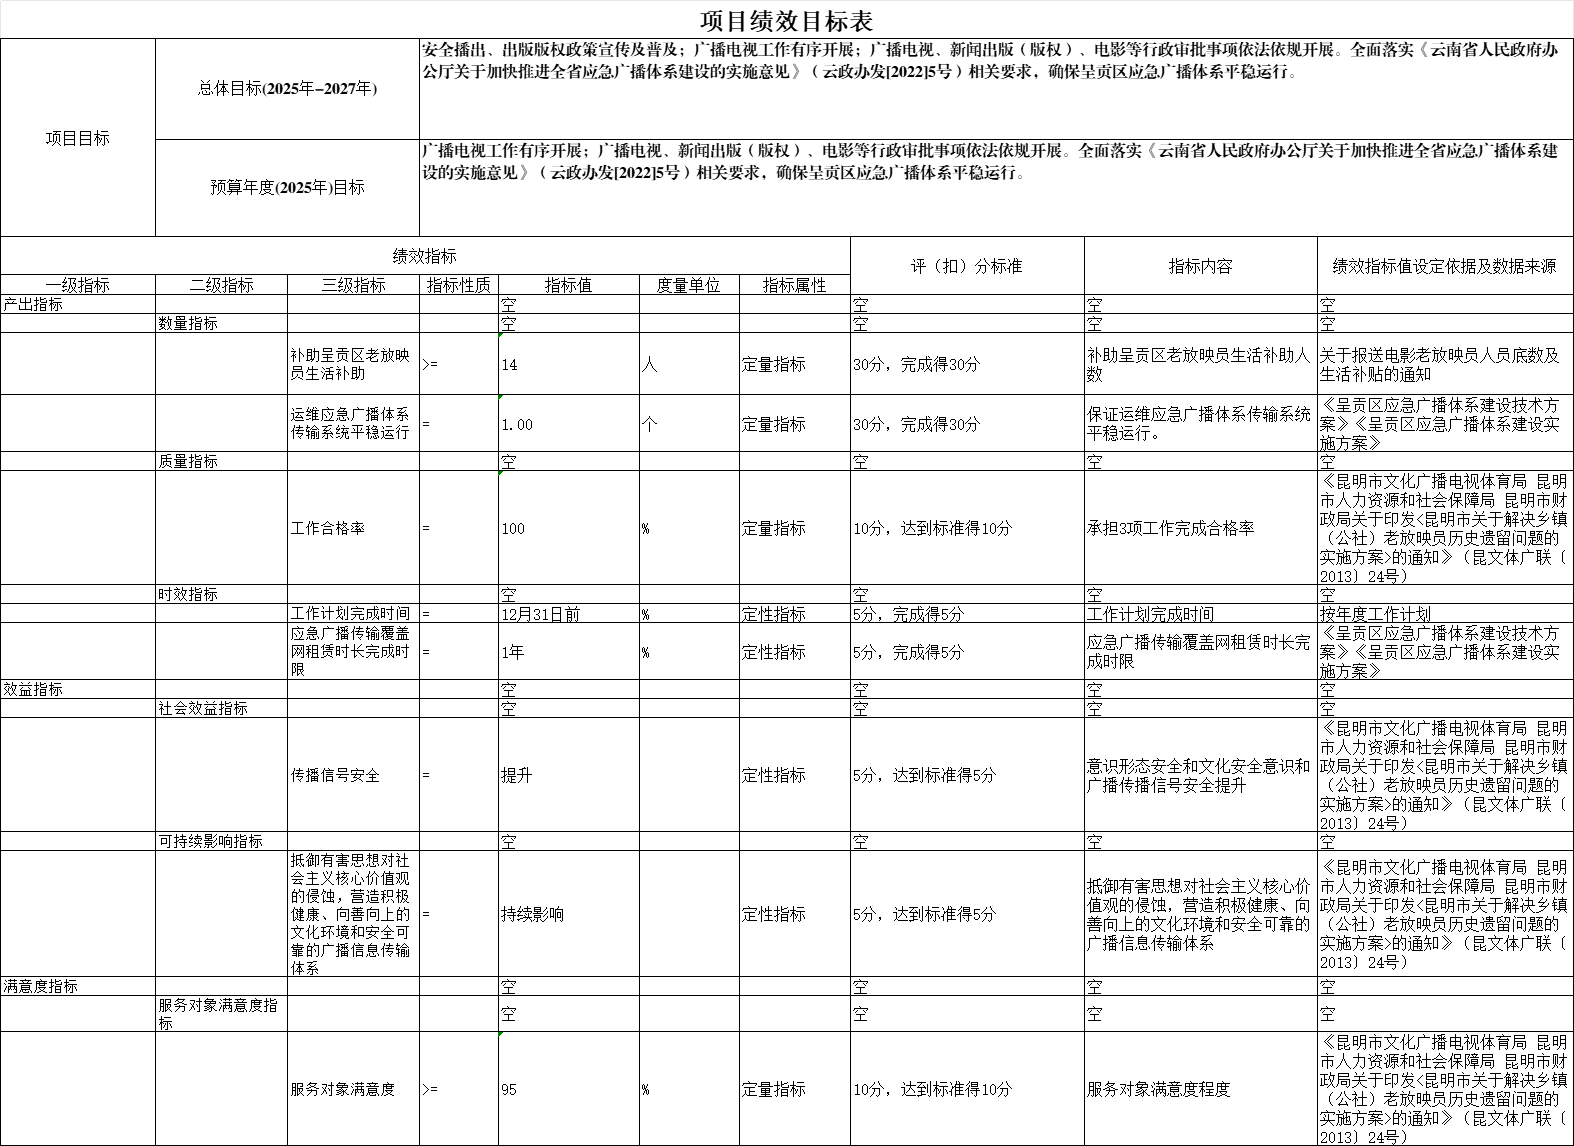 项目绩效目标表
项目目标
总体目标(2025年-2027年)
安全播出、出版版权政策宣传及普及；广播电视工作有序开展；广播电视、新闻出版（版权）、电影等行政审批事项依法依规开展。全面落实《云南省人民政府办
公厅关于加快推进全省应急广播体系建设的实施意见》（云政办发[2022]5号）相关要求，确保呈贡区应急广播体系平稳运行。
预算年度(2025年)目标
广播电视工作有序开展；广播电视、新闻出版（版权）、电影等行政审批事项依法依规开展。全面落实《云南省人民政府办公厅关于加快推进全省应急广播体系建
设的实施意见》（云政办发[2022]5号）相关要求，确保呈贡区应急广播体系平稳运行。
绩效指标
评（扣）分标准
指标内容
绩效指标值设定依据及数据来源
一级指标
二级指标
三级指标
指标性质
指标值
度量单位
指标属性
产出指标
空
空
空
空
数量指标
空
空
空
空
补助呈贡区老放映
员生活补助
>=
14
人
定量指标
30分，完成得30分
补助呈贡区老放映员生活补助人
数
关于报送电影老放映员人员底数及
生活补贴的通知
运维应急广播体系
传输系统平稳运行
=
1.00
个
定量指标
30分，完成得30分
保证运维应急广播体系传输系统
平稳运行。
《呈贡区应急广播体系建设技术方
案》《呈贡区应急广播体系建设实
施方案》
质量指标
空
空
空
空
工作合格率
=
100
%
定量指标
10分，达到标准得10分
承担3项工作完成合格率
《昆明市文化广播电视体育局 昆明
市人力资源和社会保障局 昆明市财
政局关于印发<昆明市关于解决乡镇
（公社）老放映员历史遗留问题的
实施方案>的通知》（昆文体广联〔
2013〕24号）
时效指标
空
空
空
空
工作计划完成时间
=
12月31日前
%
定性指标
5分，完成得5分
工作计划完成时间
按年度工作计划
应急广播传输覆盖
网租赁时长完成时
限
=
1年
%
定性指标
5分，完成得5分
应急广播传输覆盖网租赁时长完
成时限
《呈贡区应急广播体系建设技术方
案》《呈贡区应急广播体系建设实
施方案》
效益指标
空
空
空
空
社会效益指标
空
空
空
空
传播信号安全
=
提升
定性指标
5分，达到标准得5分
意识形态安全和文化安全意识和
广播传播信号安全提升
《昆明市文化广播电视体育局 昆明
市人力资源和社会保障局 昆明市财
政局关于印发<昆明市关于解决乡镇
（公社）老放映员历史遗留问题的
实施方案>的通知》（昆文体广联〔
2013〕24号）
可持续影响指标
空
空
空
空
抵御有害思想对社
会主义核心价值观
的侵蚀，营造积极
健康、向善向上的
文化环境和安全可
靠的广播信息传输
体系
=
持续影响
定性指标
5分，达到标准得5分
抵御有害思想对社会主义核心价
值观的侵蚀，营造积极健康、向
善向上的文化环境和安全可靠的
广播信息传输体系
《昆明市文化广播电视体育局 昆明
市人力资源和社会保障局 昆明市财
政局关于印发<昆明市关于解决乡镇
（公社）老放映员历史遗留问题的
实施方案>的通知》（昆文体广联〔
2013〕24号）
满意度指标
空
空
空
空
服务对象满意度指
标
空
空
空
空
服务对象满意度
>=
95
%
定量指标
10分，达到标准得10分
服务对象满意度程度
《昆明市文化广播电视体育局 昆明
市人力资源和社会保障局 昆明市财
政局关于印发<昆明市关于解决乡镇
（公社）老放映员历史遗留问题的
实施方案>的通知》（昆文体广联〔
2013〕24号）